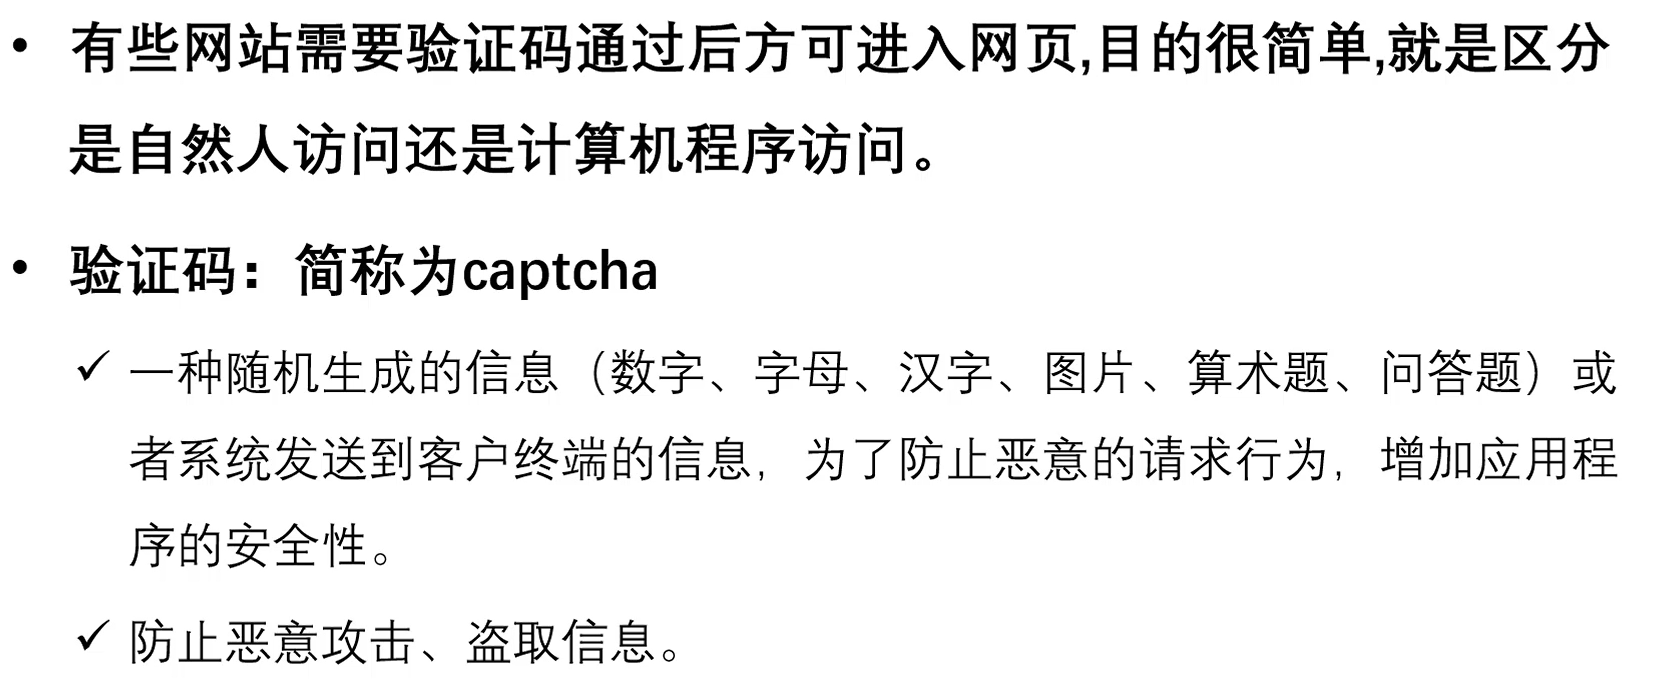 • 有些网站需要验证码通过后方可进入网页,目的很简单,就是区分
是自然人访问还是计算机程序访问。
• 验证码：简称为captcha
✓ 一种随机生成的信息（数字、字母、汉字、图片、算术题、问答题）或
者系统发送到客户终端的信息，为了防止恶意的请求行为，增加应用程
序的安全性。
✓ 防止恶意攻击、盗取信息。